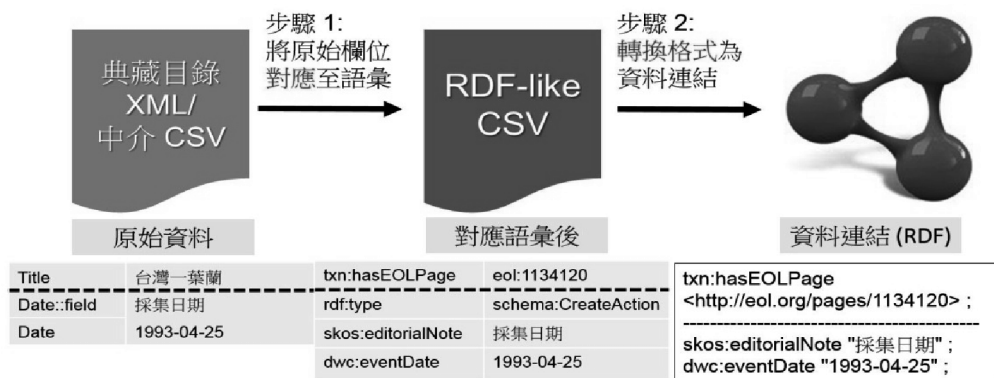 步驟 1:
將原始欄位
對應至語彙
步驟 2:
轉換格式為
資料連結
典藏目錄
XML/
中介 CSV
RDF-like
CSV
原始資料
對應語彙後
資料連結 (RDF)
Title 台灣一葉蘭
Date::field 採集日期
Date 1993-04-25
txn:hasEOLPage eol:1134120
rdf:type schema:CreateAction
skos:editorialNote 採集日期
dwc:eventDate 1993-04-25
txn:hasEOLPage
<http://eol.org/pages/1134120> ;
skos:editorialNote "採集日期" ;
dwc:eventDate "1993-04-25" ;